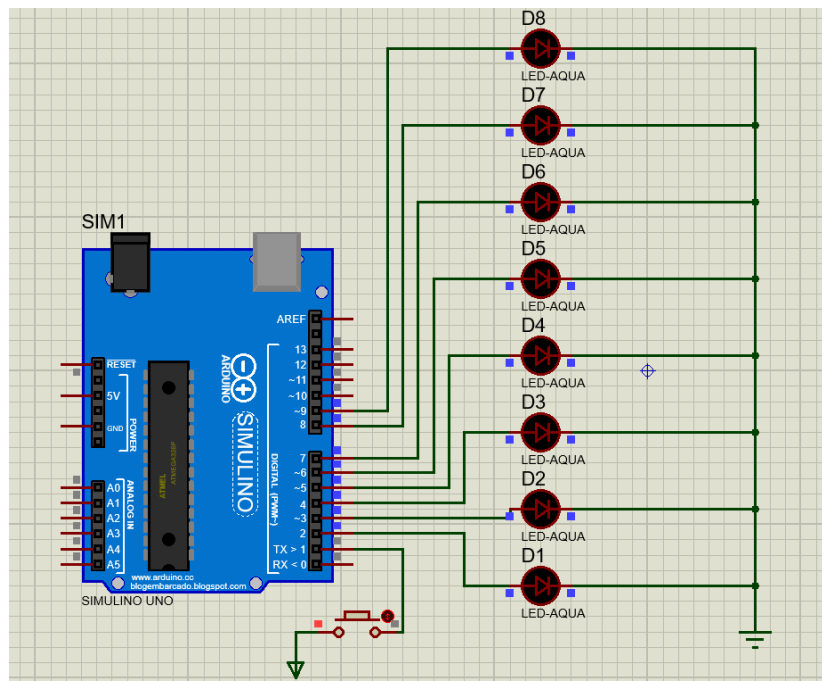 D8
LED-AQUA
D7
LED-AQUA
D6
LED-AQUA
D5
LED-AQUA
D4
LED-AQUA
D3
LED-AQUA
D2
LED-AQUA
D1
LED-AQUA
SIM1
AREF
13
12
~11
~10
~9
8
7
~6
~5
4
~3
2
TX > 1
RX < 0
RESET
5V
GND
POWER
A0
A1
A2
A3
A4
A5
ANALOG IN
ATMEL
ATMEGA328P
ARDUINO
SIMULINO
DIGITAL (PWM~)
www.arduino.cc
blogembarcado.blogspot.com
SIMULINO UNO